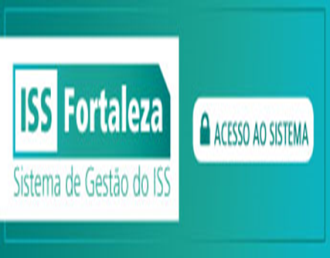 ISS Fortaleza
Sistema de Gestão do ISS
ACESSO AO SISTEMA